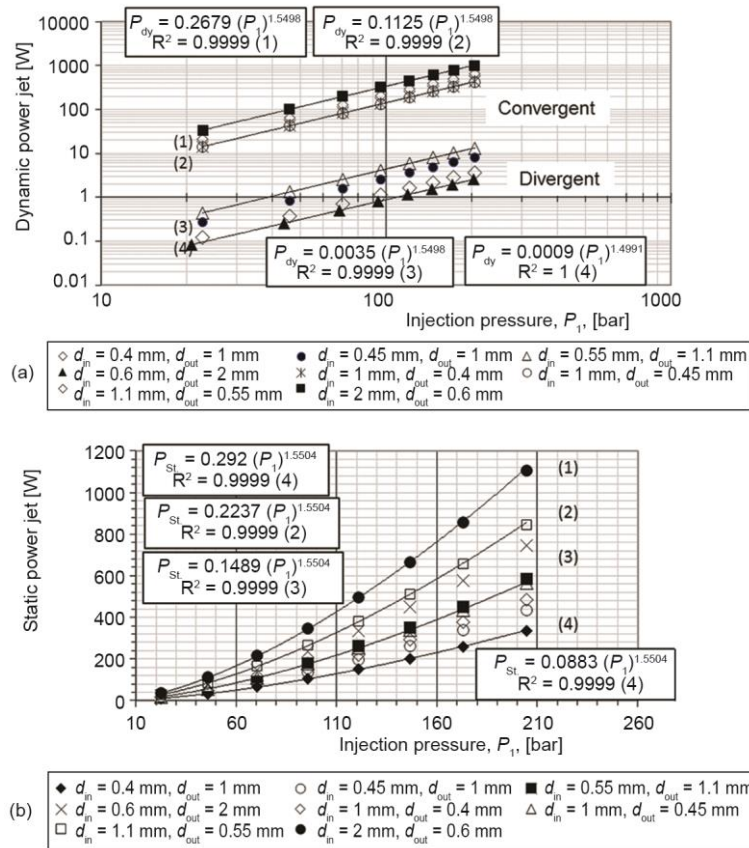 P_dy = 0.2679 (P_1)^1.5498
R² = 0.9999 (1)
P_dy = 0.1125 (P_1)^1.5498
R² = 0.9999 (2)
Dynamic power jet [W]
10000
1000
100
10
1
0.1
0.01
(1)
(2)
(3)
(4)
Convergent
Divergent
P_dy = 0.0035 (P_1)^1.5498
R² = 0.9999 (3)
P_dy = 0.0009 (P_1)^1.4991
R² = 1 (4)
10 100 1000
Injection pressure, P_1, [bar]
(a)
◇ d_in = 0.4 mm, d_out = 1 mm ● d_in = 0.45 mm, d_out = 1 mm △ d_in = 0.55 mm, d_out = 1.1 mm
▲ d_in = 0.6 mm, d_out = 2 mm ✳ d_in = 1 mm, d_out = 0.4 mm ○ d_in = 1 mm, d_out = 0.45 mm
◇ d_in = 1.1 mm, d_out = 0.55 mm ■ d_in = 2 mm, d_out = 0.6 mm
Static power jet [W]
1200
1000
800
600
400
200
0
P_St. = 0.292 (P_1)^1.5504
R² = 0.9999 (4)
P_St. = 0.2237 (P_1)^1.5504
R² = 0.9999 (2)
P_St. = 0.1489 (P_1)^1.5504
R² = 0.9999 (3)
(1)
(2)
(3)
(4)
P_St. = 0.0883 (P_1)^1.5504
R² = 0.9999 (4)
10 60 110 160 210 260
Injection pressure, P_1, [bar]
(b)
◆ d_in = 0.4 mm, d_out = 1 mm ○ d_in = 0.45 mm, d_out = 1 mm ■ d_in = 0.55 mm, d_out = 1.1 mm
× d_in = 0.6 mm, d_out = 2 mm ◇ d_in = 1 mm, d_out = 0.4 mm △ d_in = 1 mm, d_out = 0.45 mm
□ d_in = 1.1 mm, d_out = 0.55 mm ● d_in = 2 mm, d_out = 0.6 mm